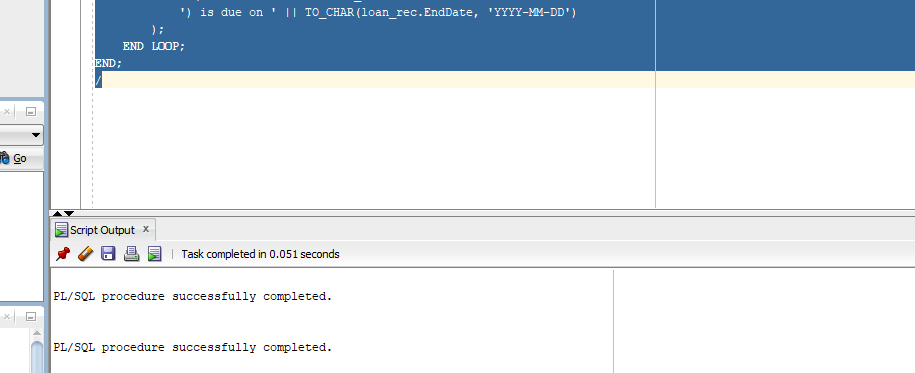 ') is due on ' || TO_CHAR(loan_rec.EndDate, 'YYYY-MM-DD')
);
END LOOP;
END;
/
Go
Script Output x
Task completed in 0.051 seconds
PL/SQL procedure successfully completed.
PL/SQL procedure successfully completed.